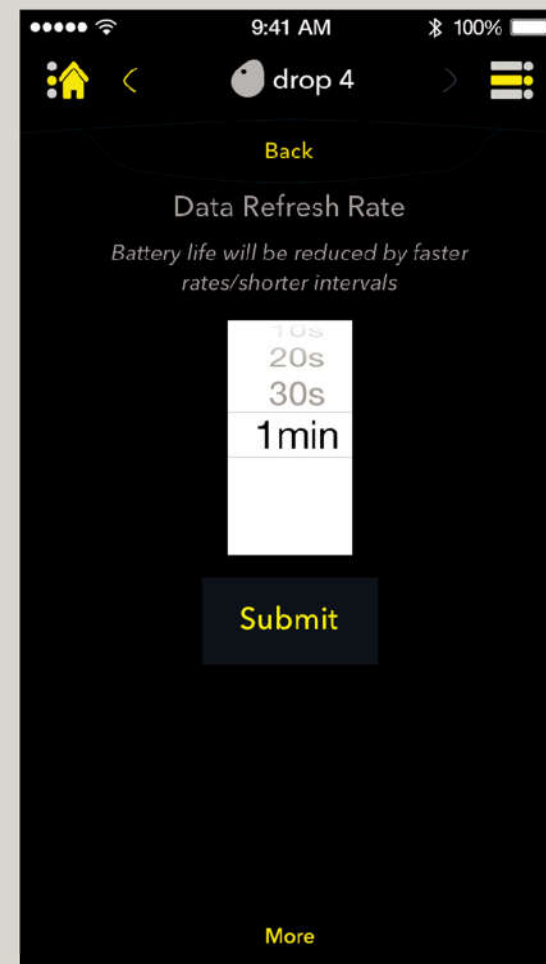 9:41 AM 100%
drop 4
Back
Data Refresh Rate
Battery life will be reduced by faster
rates/shorter intervals
10s
20s
30s
1min
Submit
More